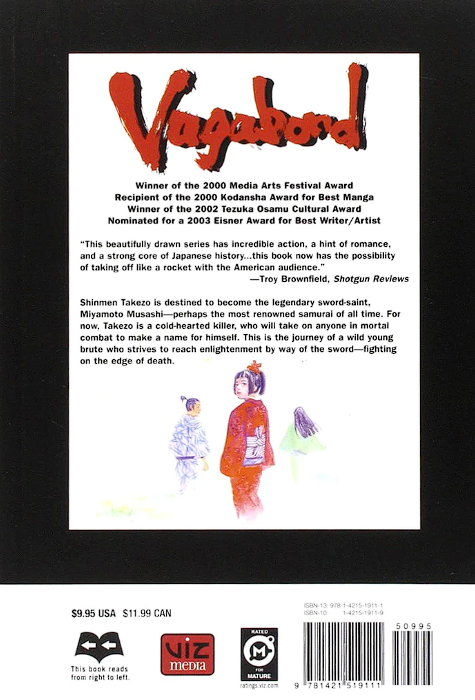 Vagabond
Winner of the 2000 Media Arts Festival Award
Recipient of the 2000 Kodansha Award for Best Manga
Winner of the 2002 Tezuka Osamu Cultural Award
Nominated for a 2003 Eisner Award for Best Writer/Artist
“This beautifully drawn series has incredible action, a hint of romance,
and a strong core of Japanese history...this book now has the possibility
of taking off like a rocket with the American audience.”
—Troy Brownfield, Shotgun Reviews
Shinmen Takezo is destined to become the legendary sword-saint,
Miyamoto Musashi—perhaps the most renowned samurai of all time. For
now, Takezo is a cold-hearted killer, who will take on anyone in mortal
combat to make a name for himself. This is the journey of a wild young
brute who strives to reach enlightenment by way of the sword—fighting
on the edge of death.
$9.95 USA $11.99 CAN
This book reads
from right to left.
VIZ
MEDIA
RATED
M
FOR
MATURE
ratings.viz.com
ISBN-13: 978-1-4215-1911-1
ISBN-10: 1-4215-1911-9
50995
9 781421 519111